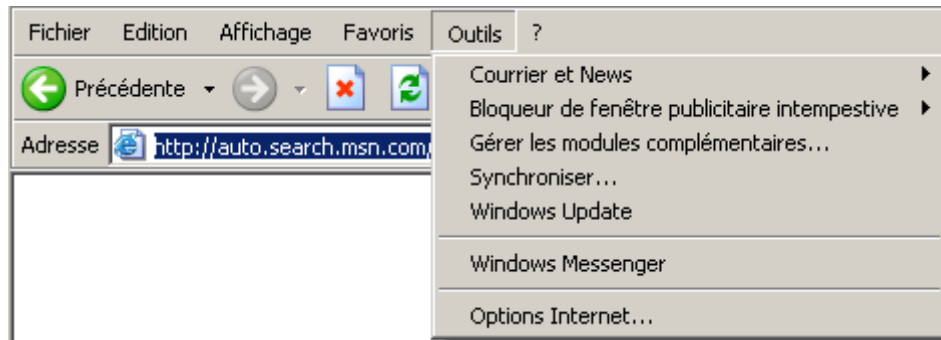 Fichier Edition Affichage Favoris Outils ?
Précédente
Adresse http://auto.search.msn.com/
Courrier et News
Bloqueur de fenêtre publicitaire intempestive
Gérer les modules complémentaires...
Synchroniser...
Windows Update
Windows Messenger
Options Internet...